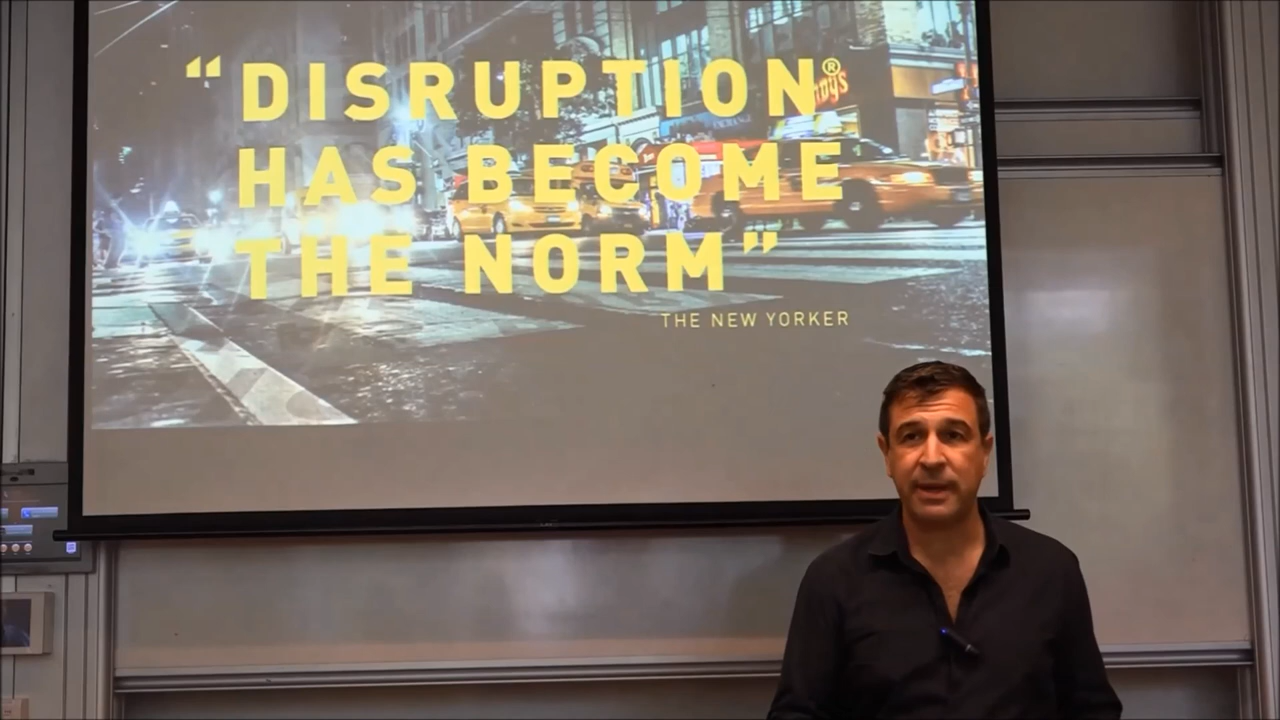 “DISRUPTION®
HAS BECOME
THE NORM”
THE NEW YORKER